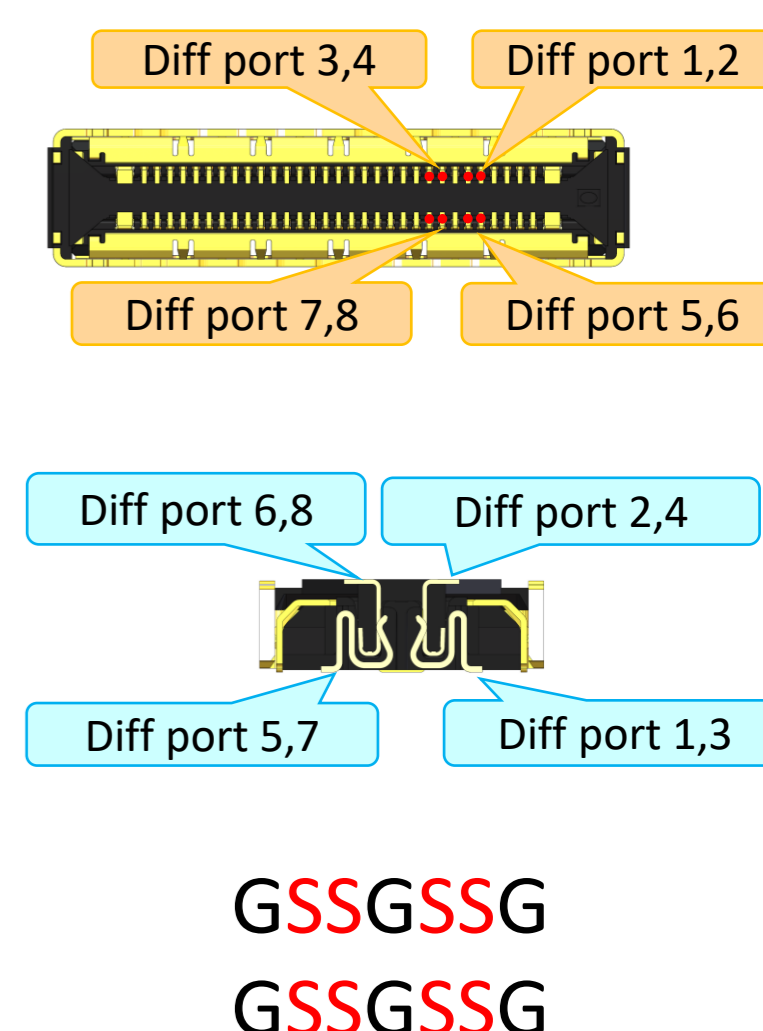 Diff port 3,4
Diff port 1,2
Diff port 7,8
Diff port 5,6
Diff port 6,8
Diff port 2,4
Diff port 5,7
Diff port 1,3
GSSGSSG
GSSGSSG